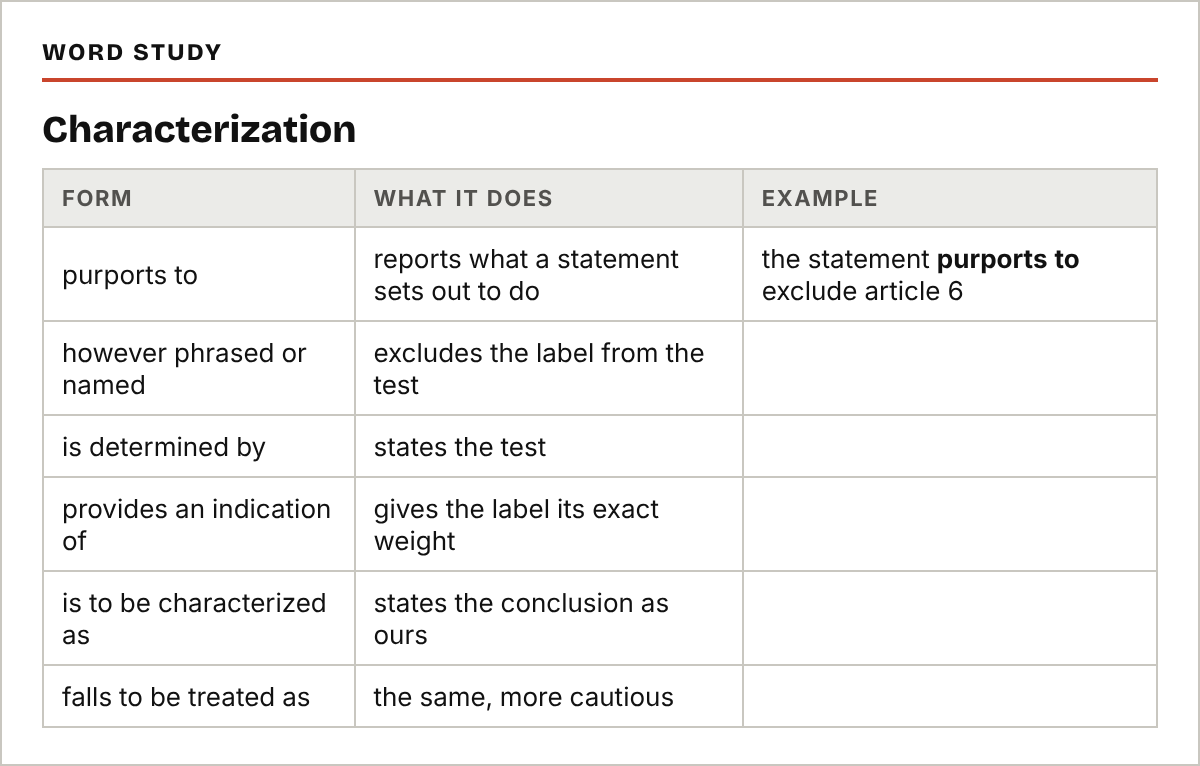 WORD STUDY
Characterization
FORM
WHAT IT DOES
EXAMPLE
purports to
reports what a statement
sets out to do
the statement purports to
exclude article 6
however phrased or
named
excludes the label from the
test
is determined by
states the test
provides an indication
of
gives the label its exact
weight
is to be characterized
as
states the conclusion as
ours
falls to be treated as
the same, more cautious